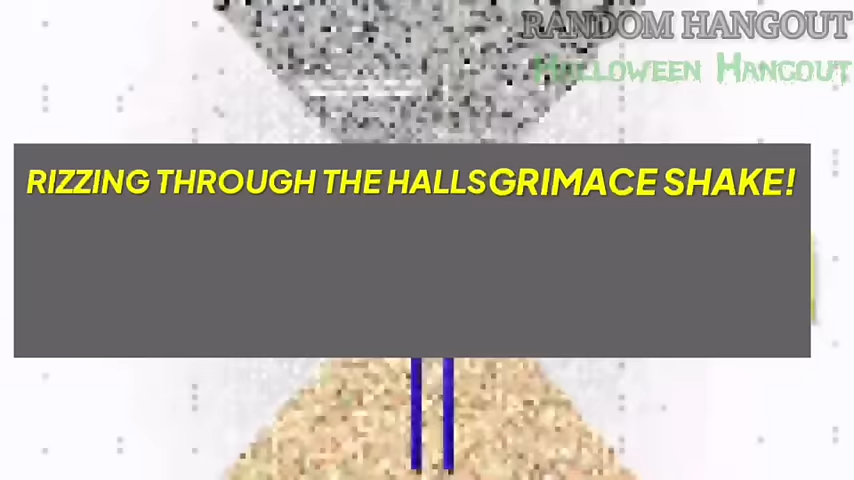 RANDOM HANGOUT
Halloween Hangout
RIZZING THROUGH THE HALLSGRIMACE SHAKE!